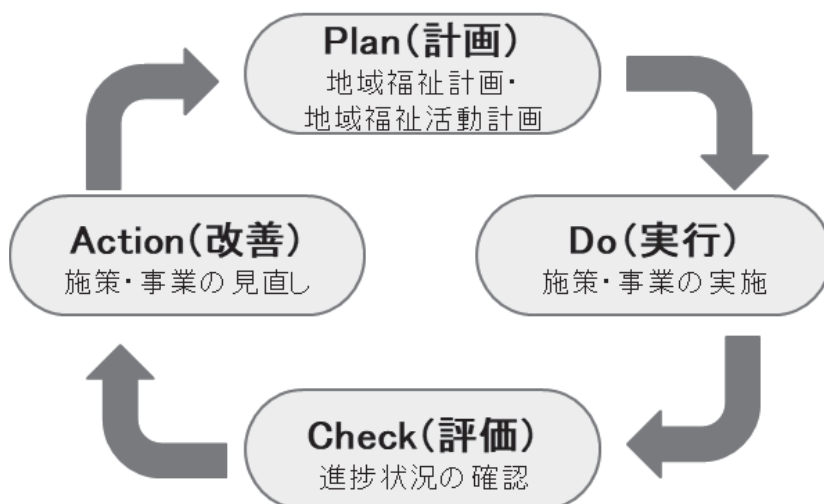 Plan(計画)
地域福祉計画・
地域福祉活動計画
Do(実行)
施策・事業の実施
Check(評価)
進捗状況の確認
Action(改善)
施策・事業の見直し